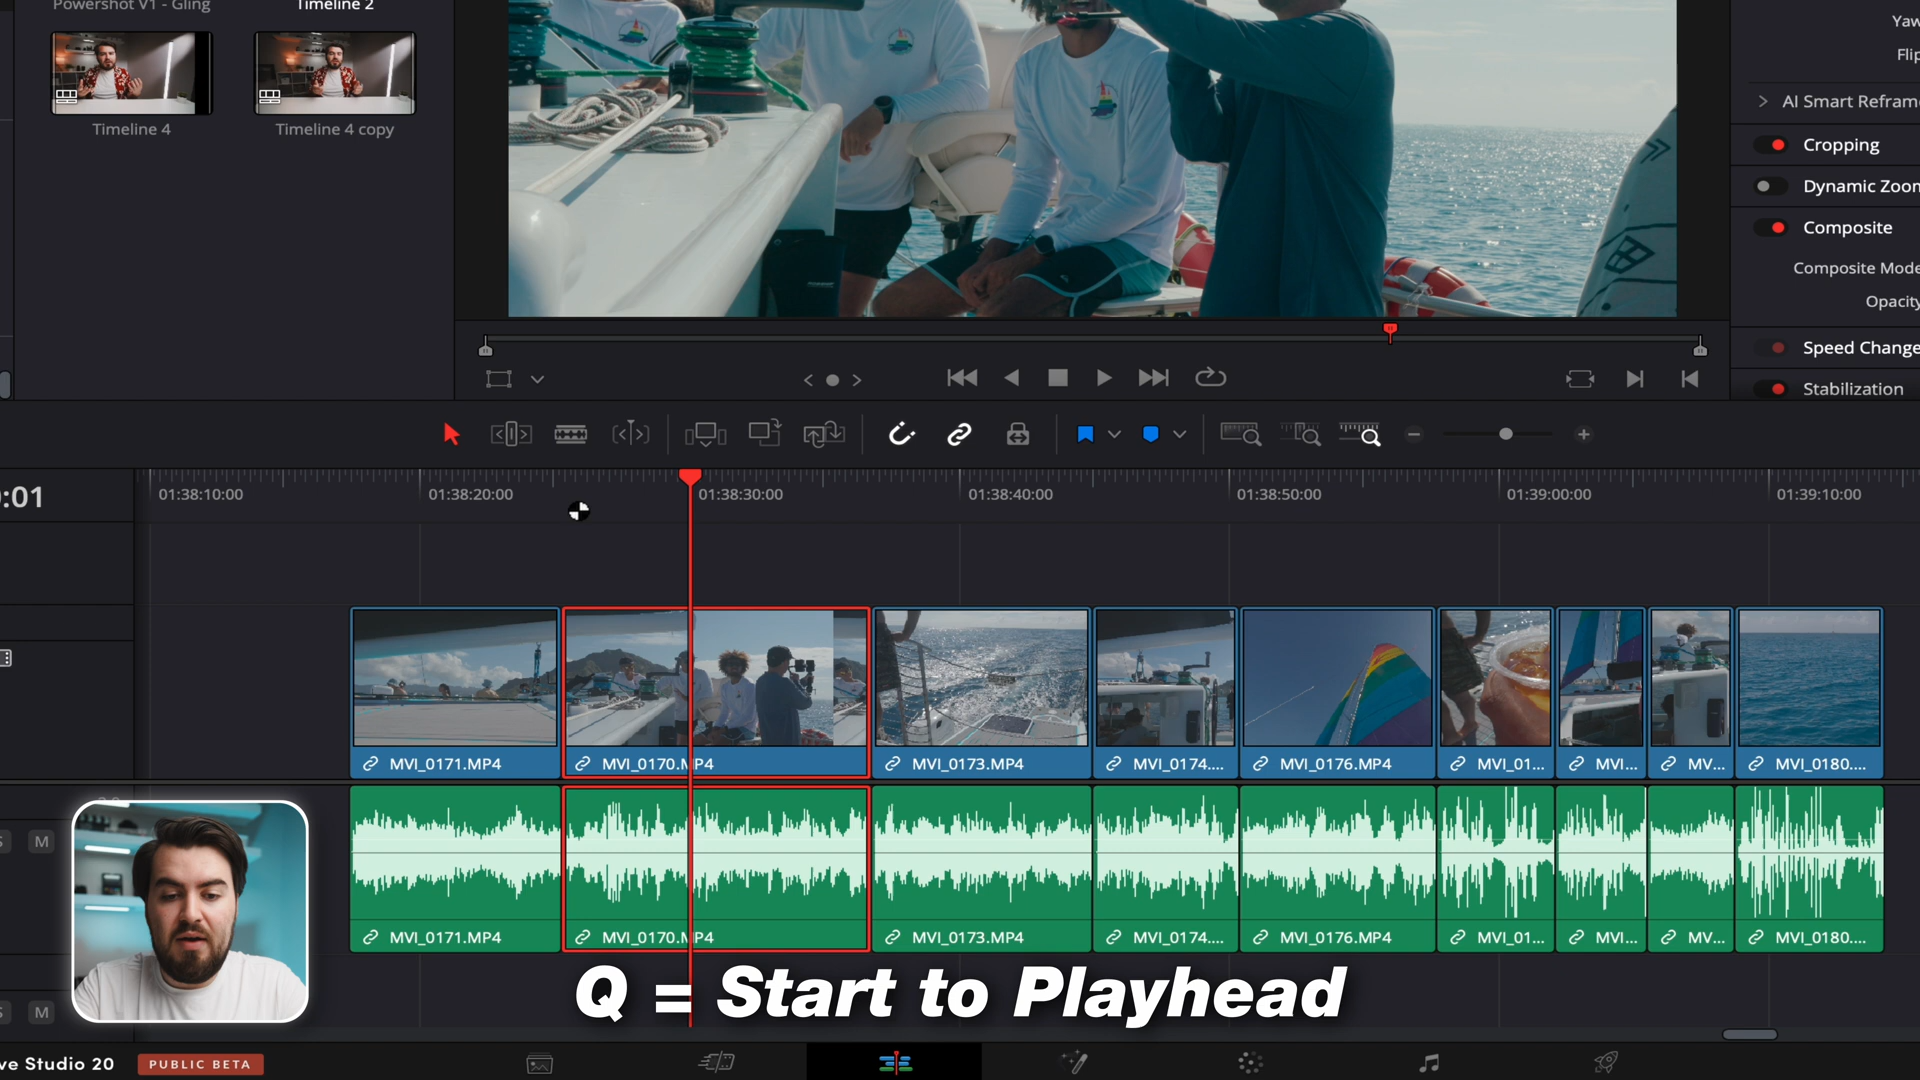 Powershot V1 - Gling
Timeline 2
Timeline 4
Timeline 4 copy
Yaw
Flip
AI Smart Reframe
Cropping
Dynamic Zoom
Composite
Composite Mode
Opacity
Speed Change
Stabilization
0:01
01:38:10:00
01:38:20:00
01:38:30:00
01:38:40:00
01:38:50:00
01:39:00:00
01:39:10:00
MVI_0171.MP4
MVI_0170.MP4
MVI_0173.MP4
MVI_0174....
MVI_0176.MP4
MVI_01...
MVI...
MV...
MVI_0180....
2.0
S
M
MVI_0171.MP4
MVI_0170.MP4
MVI_0173.MP4
MVI_0174....
MVI_0176.MP4
MVI_01...
MVI...
MV...
MVI_0180....
Q = Start to Playhead
S
M
ve Studio 20
PUBLIC BETA